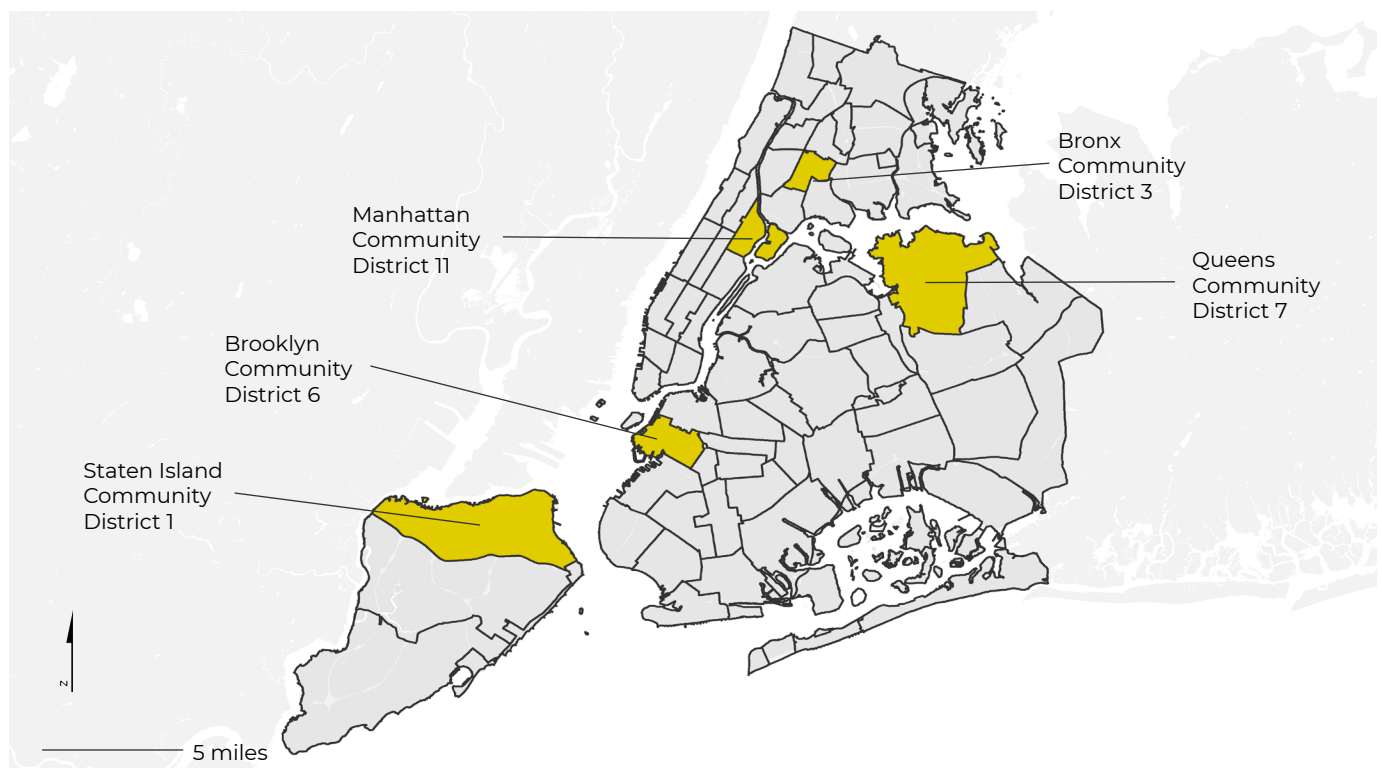 Bronx
Community
District 3
Manhattan
Community
District 11
Queens
Community
District 7
Brooklyn
Community
District 6
Staten Island
Community
District 1
z
5 miles